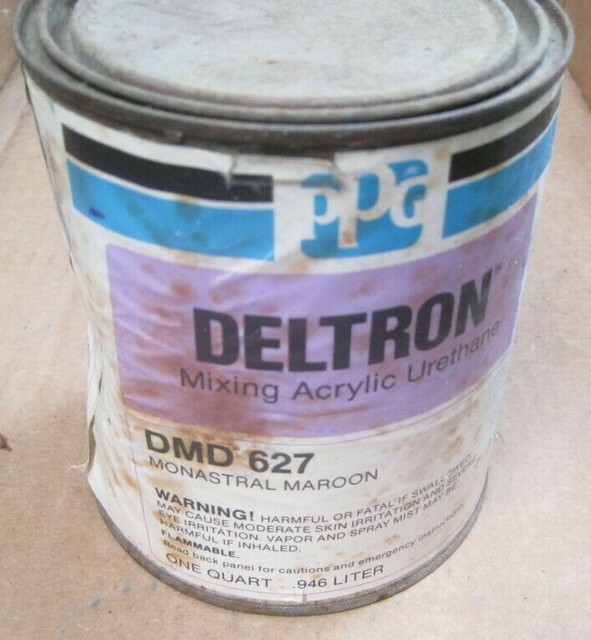 ppg
DELTRON®
Mixing Acrylic Urethane
DMD 627
MONASTRAL MAROON
WARNING! HARMFUL OR FATAL IF SWALLOWED.
MAY CAUSE MODERATE SKIN IRRITATION AND SEVERE
EYE IRRITATION. VAPOR AND SPRAY MIST MAY BE
HARMFUL IF INHALED.
FLAMMABLE.
Read back panel for cautions and emergency instructions
ONE QUART .946 LITER